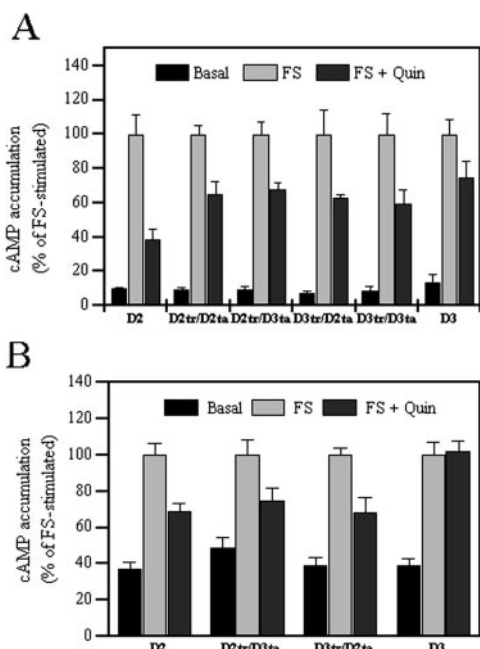 A
140
120
100
80
60
40
20
0
cAMP accumulation
(% of FS-stimulated)
Basal FS FS + Quin
D2 D2tr/D2ta D2tr/D3ta D3tr/D2ta D3tr/D3ta D3
B
140
120
100
80
60
40
20
0
cAMP accumulation
(% of FS-stimulated)
Basal FS FS + Quin
D2 D2tr/D3ta D3tr/D2ta D3